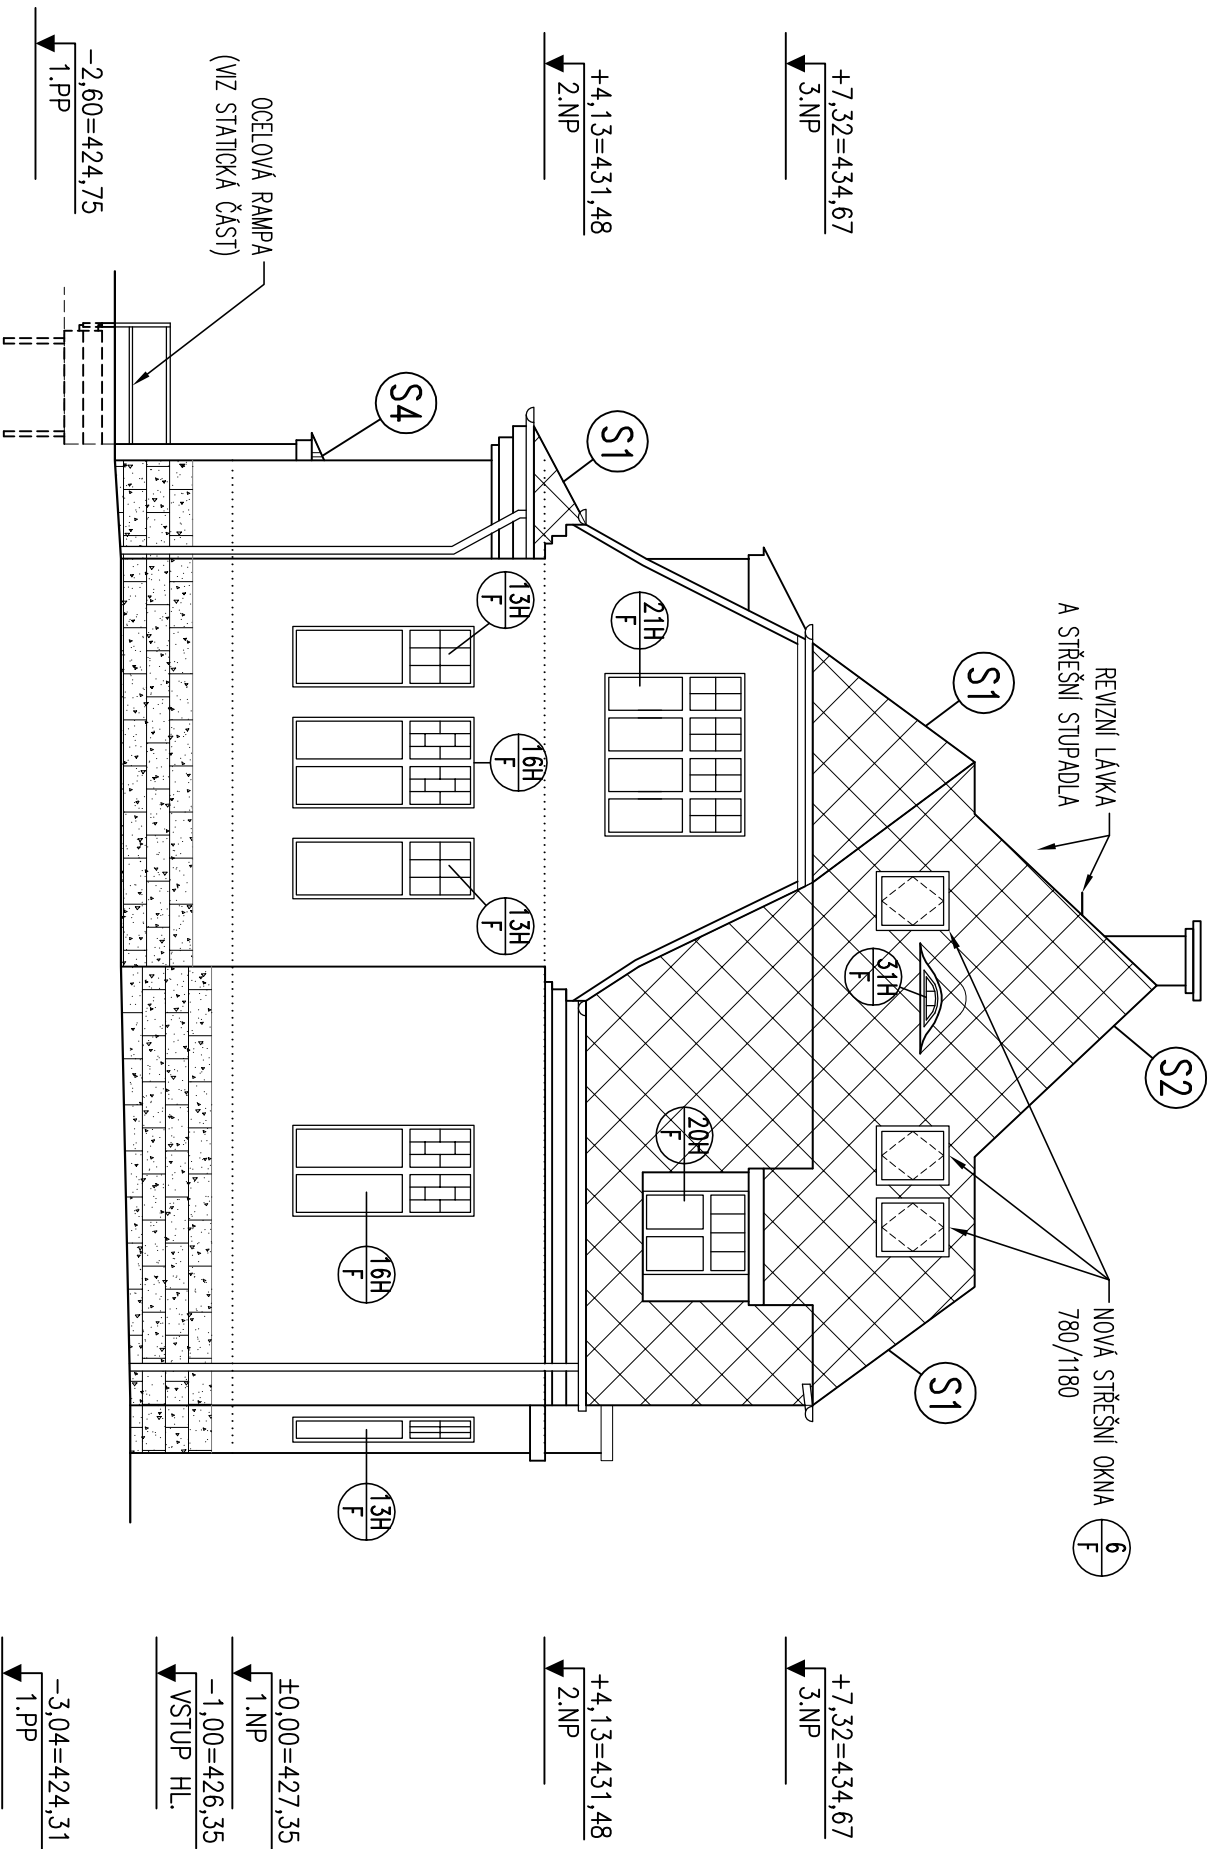 REVIZNÍ LÁVKA
A STŘEŠNÍ STUPADLA
NOVÁ STŘEŠNÍ OKNA
780/1180
6
F
S2
S1
S1
31H
F
+7,32=434,67
3.NP
+7,32=434,67
3.NP
20H
F
21H
F
S1
+4,13=431,48
2.NP
+4,13=431,48
2.NP
13H
F
16H
F
13H
F
S4
16H
F
13H
F
OCELOVÁ RAMPA
(VIZ STATICKÁ ČÁST)
±0,00=427,35
1.NP
-1,00=426,35
VSTUP HL.
-2,60=424,75
1.PP
-3,04=424,31
1.PP